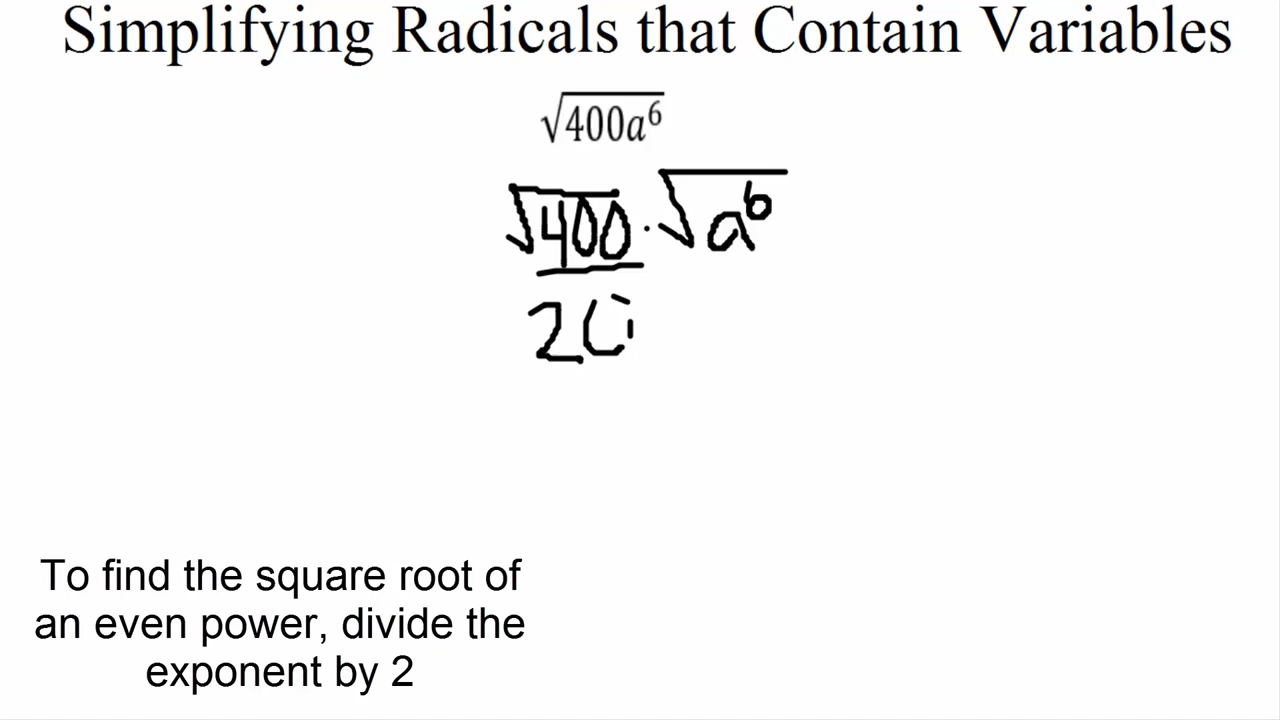 Simplifying Radicals that Contain Variables
√400a⁶
√400 · √a⁶
20
To find the square root of
an even power, divide the
exponent by 2